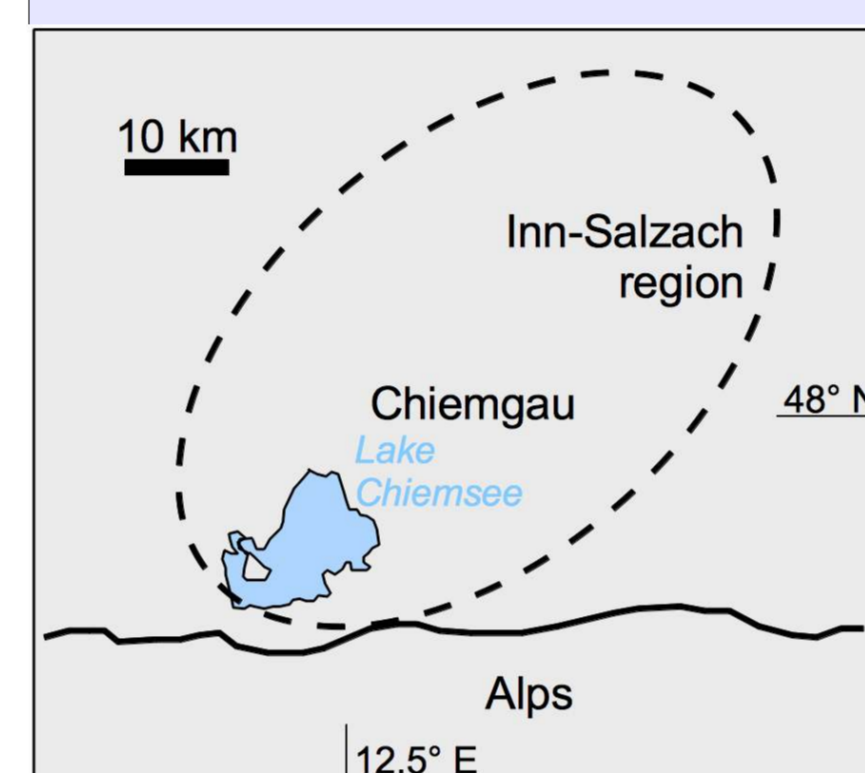 10 km
Inn-Salzach
region
Chiemgau
Lake
Chiemsee
48° N
Alps
12.5° E